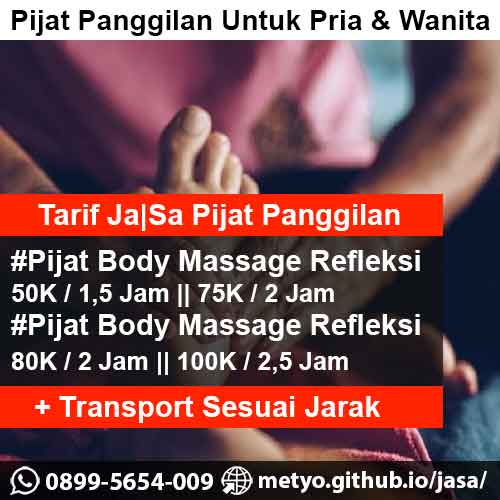 Pijat Panggilan Untuk Pria & Wanita
Tarif Ja|Sa Pijat Panggilan
#Pijat Body Massage Refleksi
50K / 1,5 Jam || 75K / 2 Jam
#Pijat Body Massage Refleksi
80K / 2 Jam || 100K / 2,5 Jam
+ Transport Sesuai Jarak
0899-5654-009 metyo.github.io/jasa/